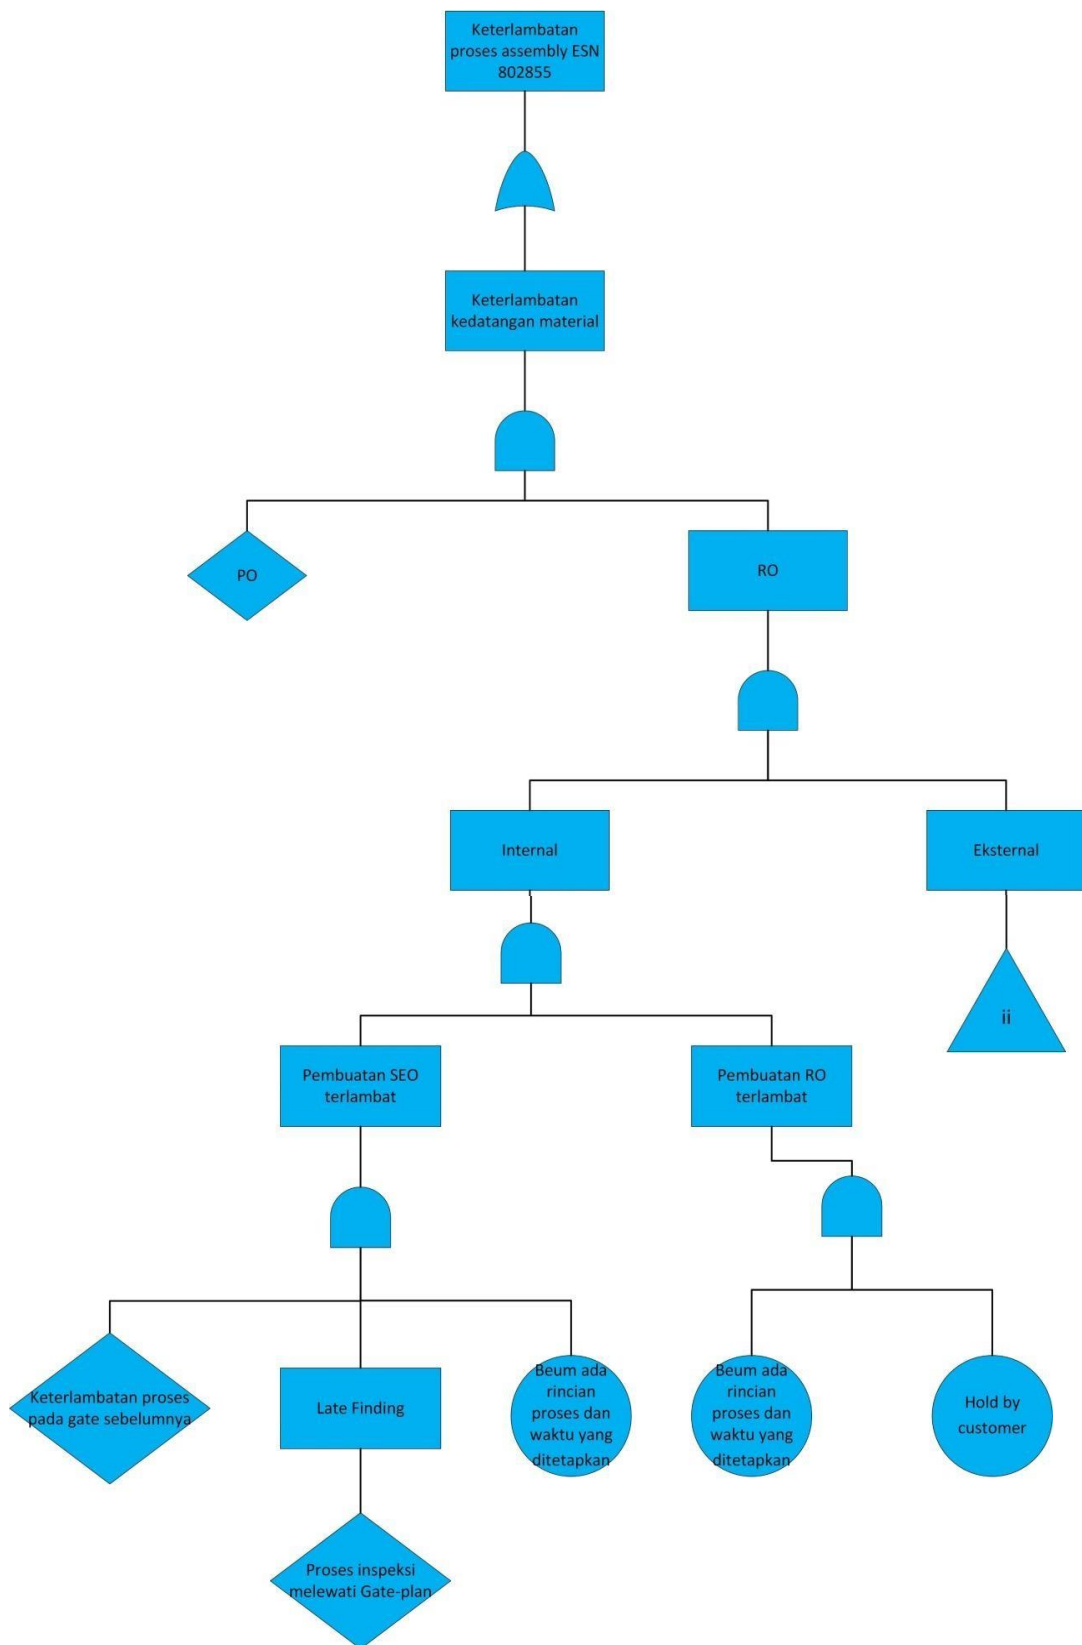 Keterlambatan
proses assembly ESN
802855
Keterlambatan
kedatangan material
PO
RO
Internal
Eksternal
ii
Pembuatan SEO
terlambat
Pembuatan RO
terlambat
Keterlambatan proses
pada gate sebelumnya
Late Finding
Beum ada
rincian
proses dan
waktu yang
ditetapkan
Beum ada
rincian
proses dan
waktu yang
ditetapkan
Hold by
customer
Proses inspeksi
melewati Gate-plan